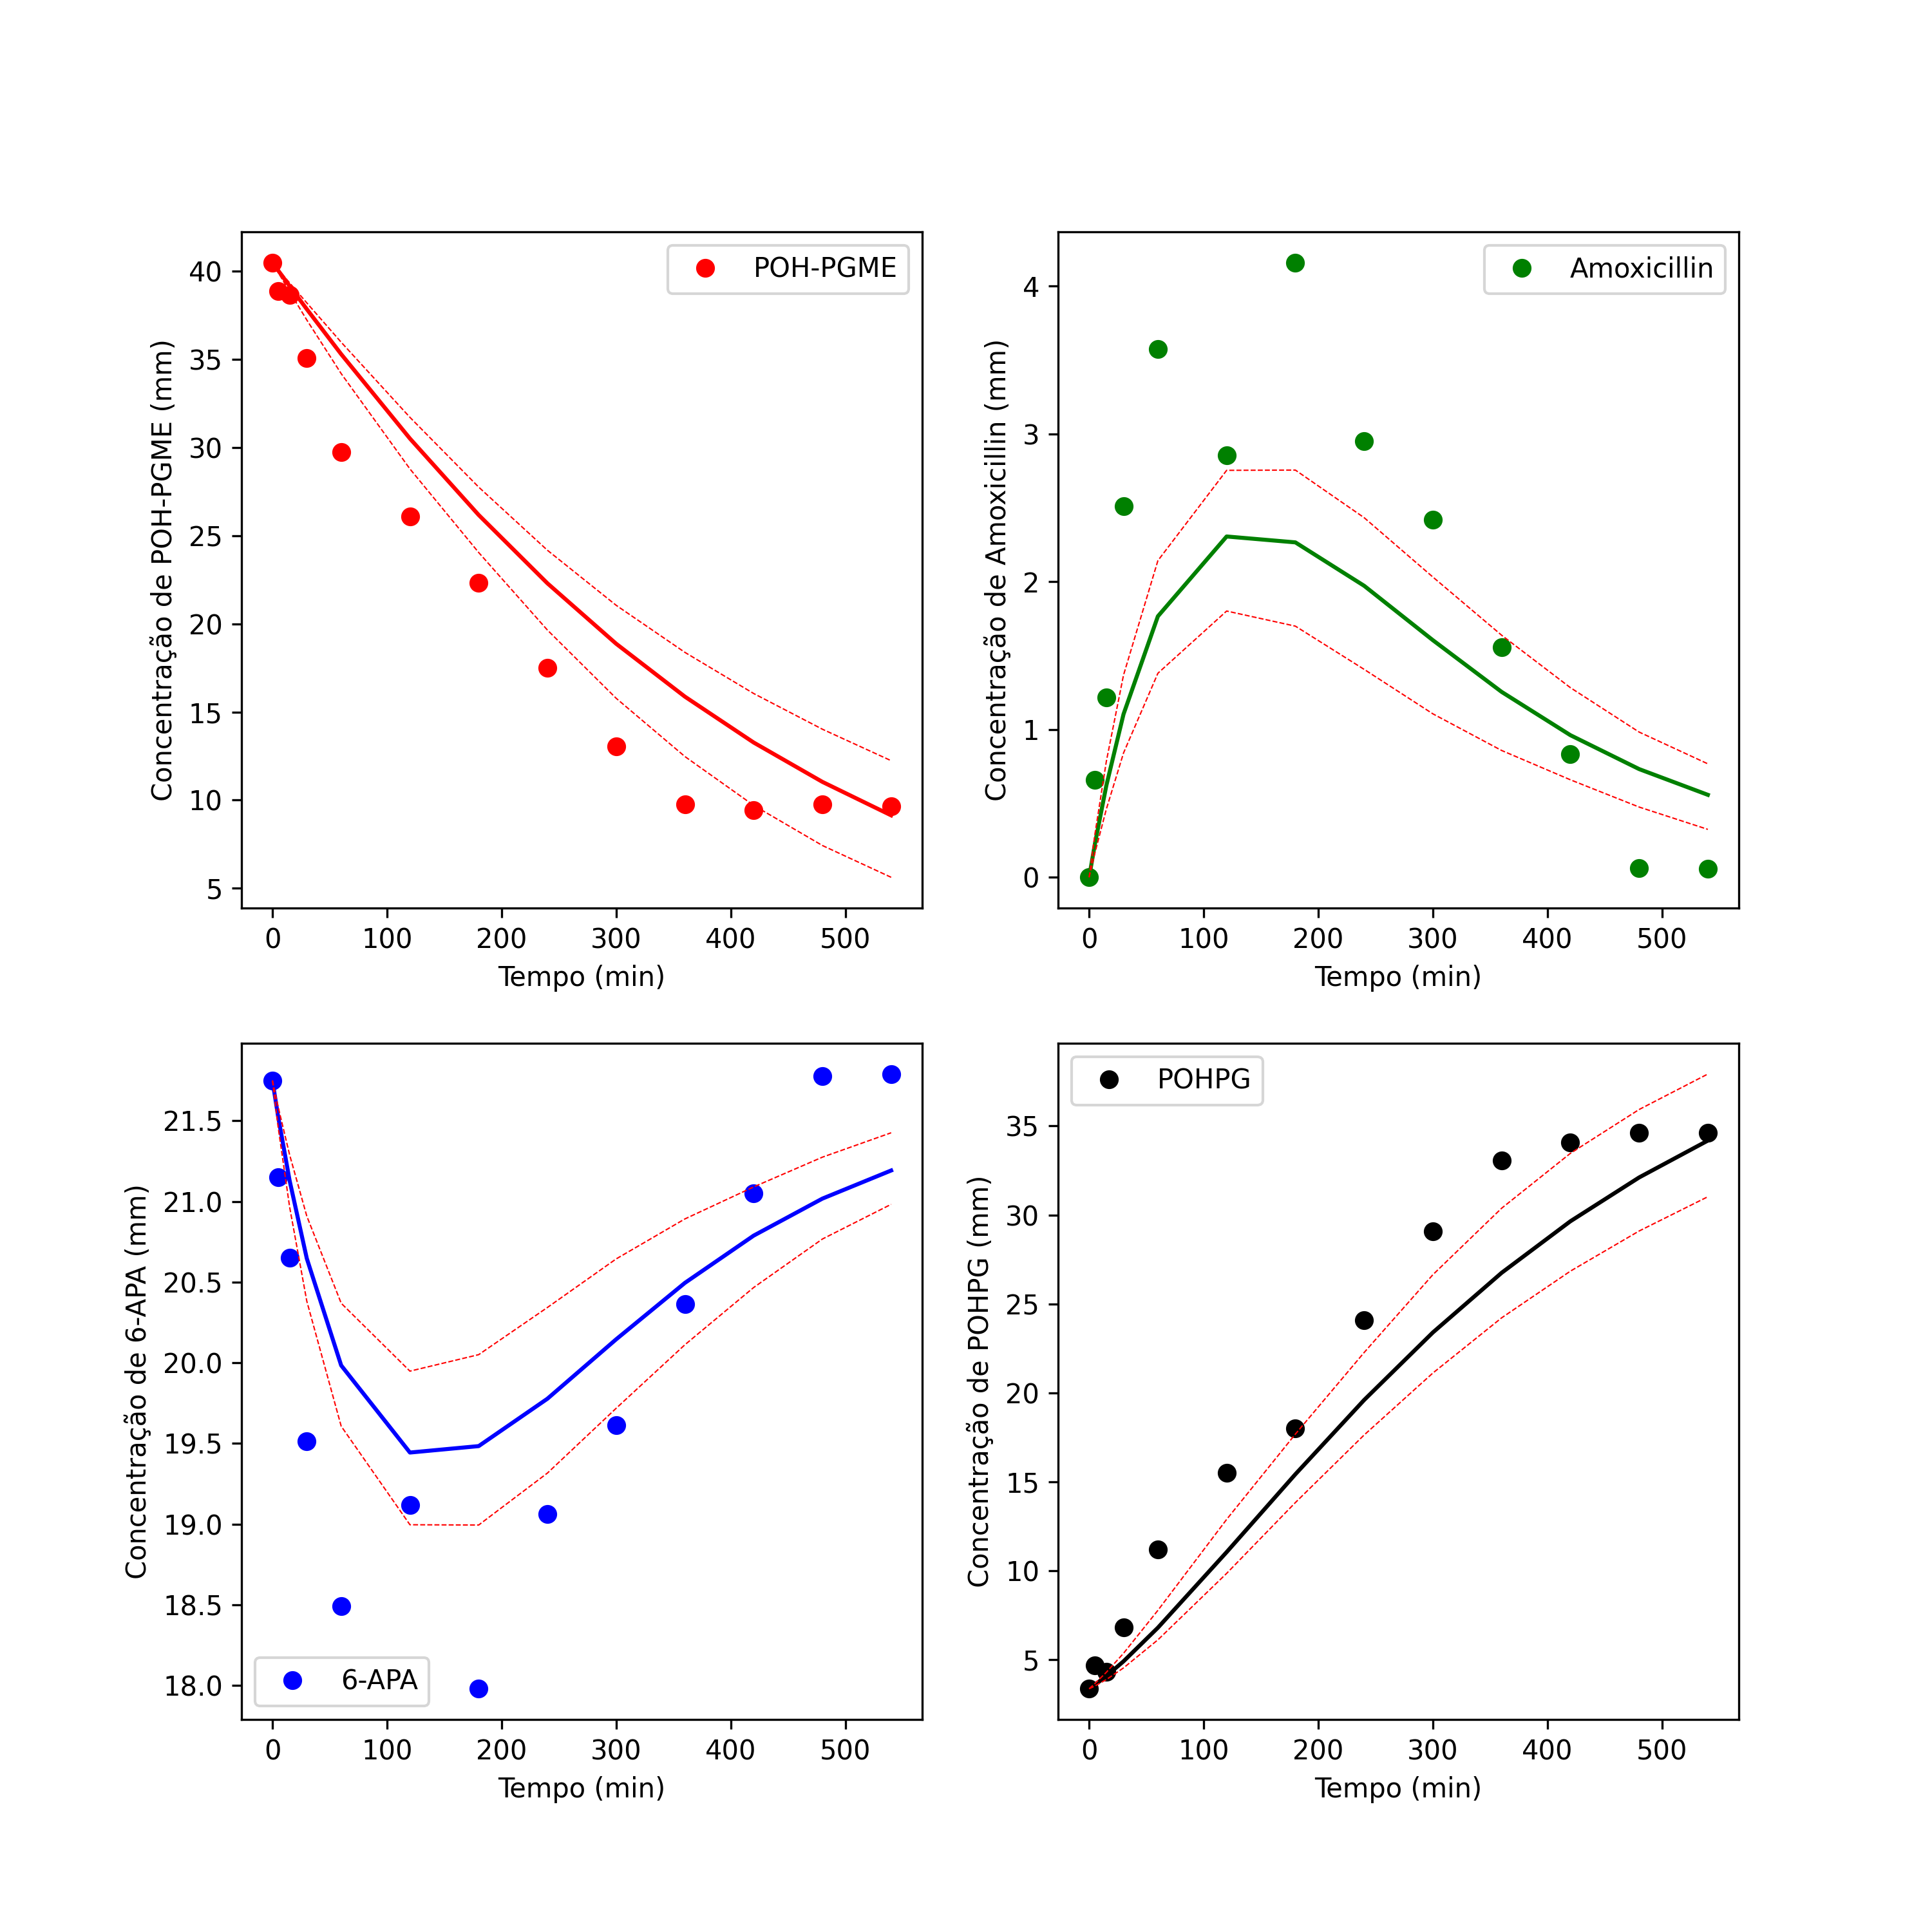 POH-PGME
Concentração de POH-PGME (mm)
40
35
30
25
20
15
10
5
0 100 200 300 400 500
Tempo (min)
Amoxicillin
Concentração de Amoxicillin (mm)
4
3
2
1
0
0 100 200 300 400 500
Tempo (min)
6-APA
Concentração de 6-APA (mm)
21.5
21.0
20.5
20.0
19.5
19.0
18.5
18.0
0 100 200 300 400 500
Tempo (min)
POHPG
Concentração de POHPG (mm)
35
30
25
20
15
10
5
0 100 200 300 400 500
Tempo (min)